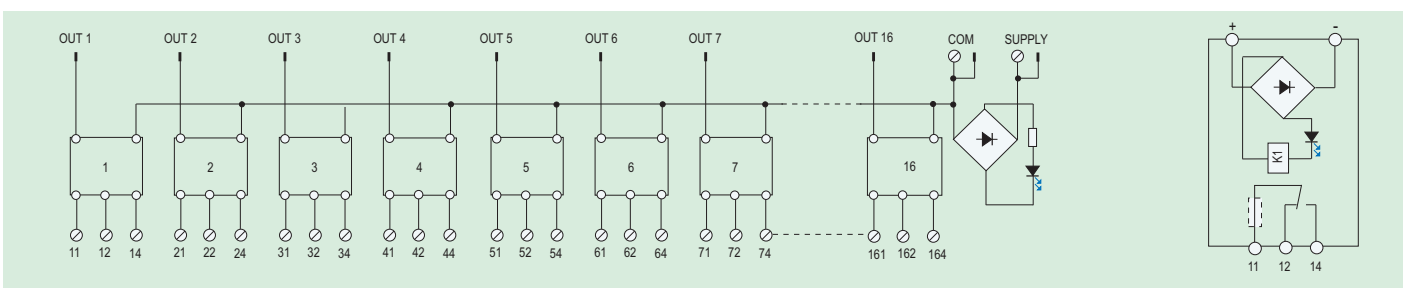 OUT 1 OUT 2 OUT 3 OUT 4 OUT 5 OUT 6 OUT 7 OUT 16 COM SUPPLY + -
1 2 3 4 5 6 7 16 K1
11 12 14 21 22 24 31 32 34 41 42 44 51 52 54 61 62 64 71 72 74 161 162 164
11 12 14